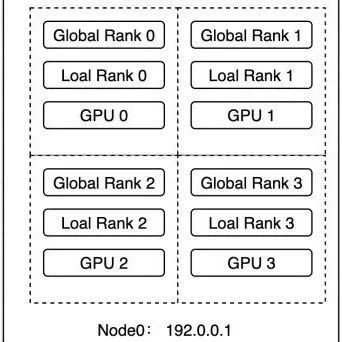 Global Rank 0
Global Rank 1
Loal Rank 0
Loal Rank 1
GPU 0
GPU 1
Global Rank 2
Global Rank 3
Loal Rank 2
Loal Rank 3
GPU 2
GPU 3
Node0： 192.0.0.1